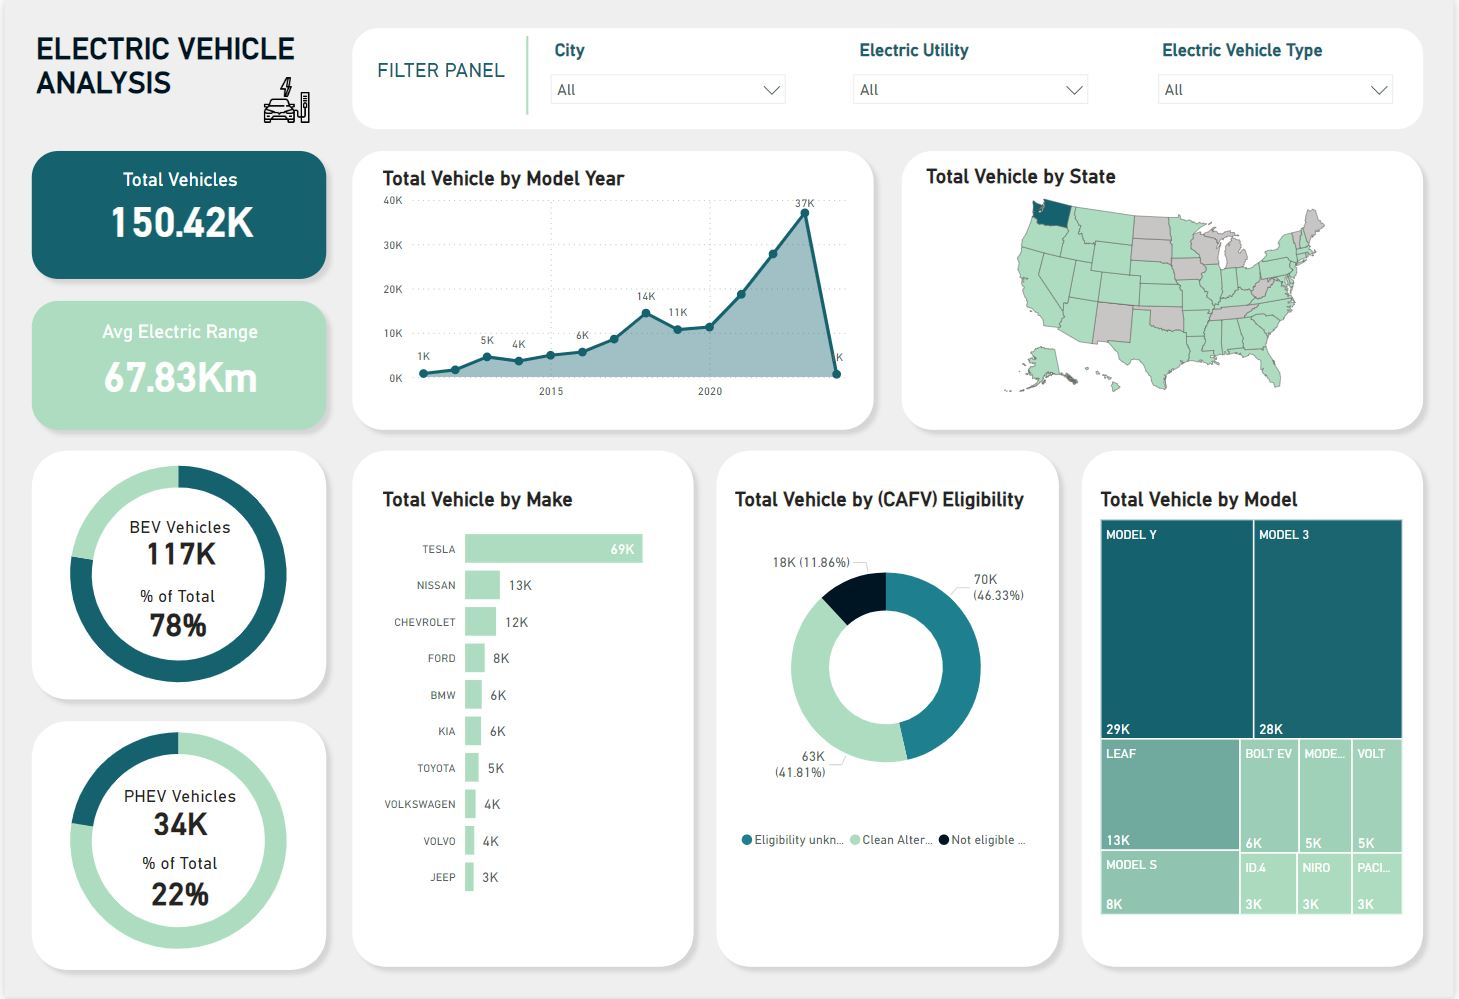 ELECTRIC VEHICLE
ANALYSIS
FILTER PANEL
City
All
Electric Utility
All
Electric Vehicle Type
All
Total Vehicles
150.42K
Avg Electric Range
67.83Km
Total Vehicle by Model Year
40K
30K
20K
10K
0K
1K
5K
4K
6K
14K
11K
37K
K
2015
2020
Total Vehicle by State
BEV Vehicles
117K
% of Total
78%
PHEV Vehicles
34K
% of Total
22%
Total Vehicle by Make
TESLA 69K
NISSAN 13K
CHEVROLET 12K
FORD 8K
BMW 6K
KIA 6K
TOYOTA 5K
VOLKSWAGEN 4K
VOLVO 4K
JEEP 3K
Total Vehicle by (CAFV) Eligibility
18K (11.86%)
70K
(46.33%)
63K
(41.81%)
Eligibility unkn... Clean Alter... Not eligible ...
Total Vehicle by Model
MODEL Y
29K
MODEL 3
28K
LEAF
13K
MODEL S
8K
BOLT EV
6K
MODE...
5K
VOLT
5K
ID.4
3K
NIRO
3K
PACI...
3K